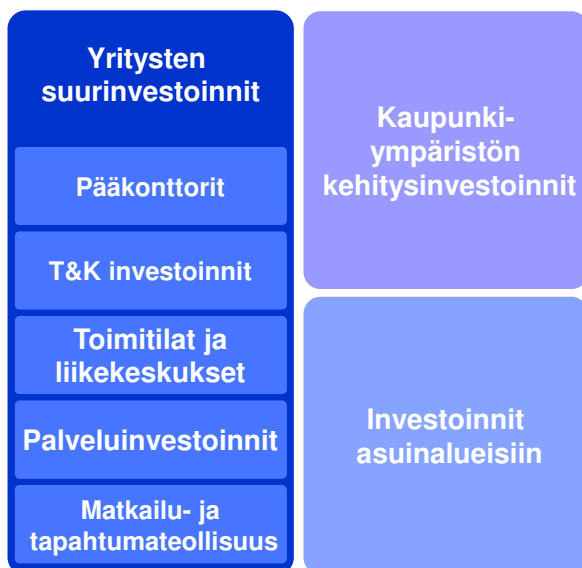 Yritysten
suurinvestoinnit
Pääkonttorit
T&K investoinnit
Toimitilat ja
liikekeskukset
Palveluinvestoinnit
Matkailu- ja
tapahtumateollisuus
Kaupunki-
ympäristön
kehitysinvestoinnit
Investoinnit
asuinalueisiin